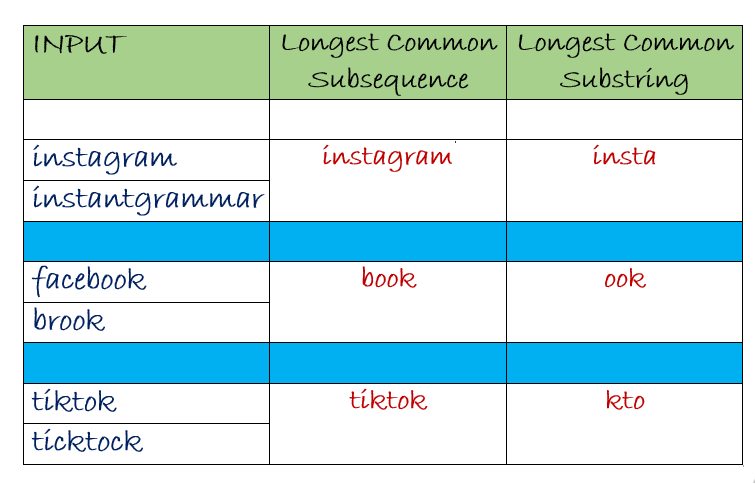 INPUT
Longest Common
Subsequence
Longest Common
Substring
instagram
instagram
insta
instantgrammar
facebook
book
ook
brook
tiktok
tiktok
kto
ticktock